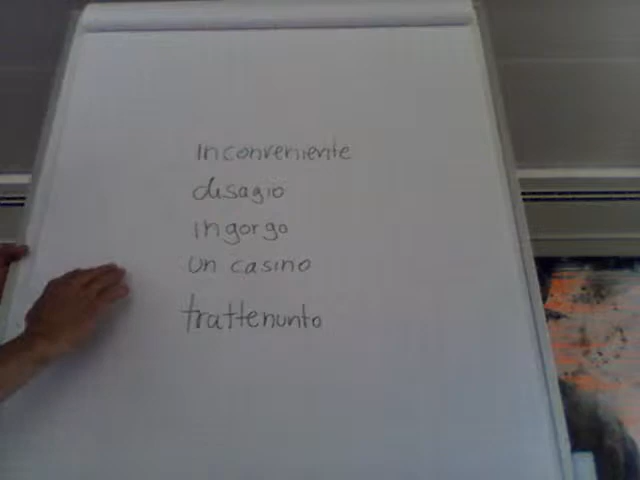 Inconveniente
disagio
ingorgo
un casino
trattenunto